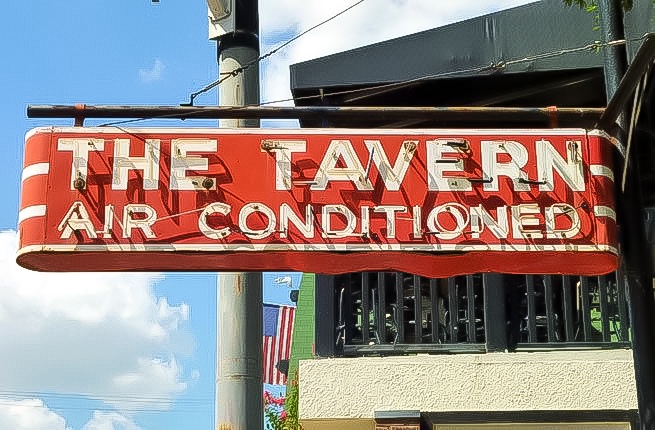 THE TAVERN
AIR CONDITIONED